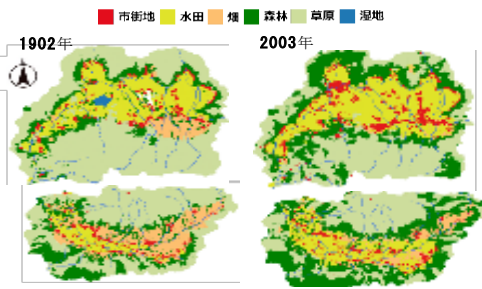 市街地 水田 畑 森林 草原 湿地
1902年 2003年